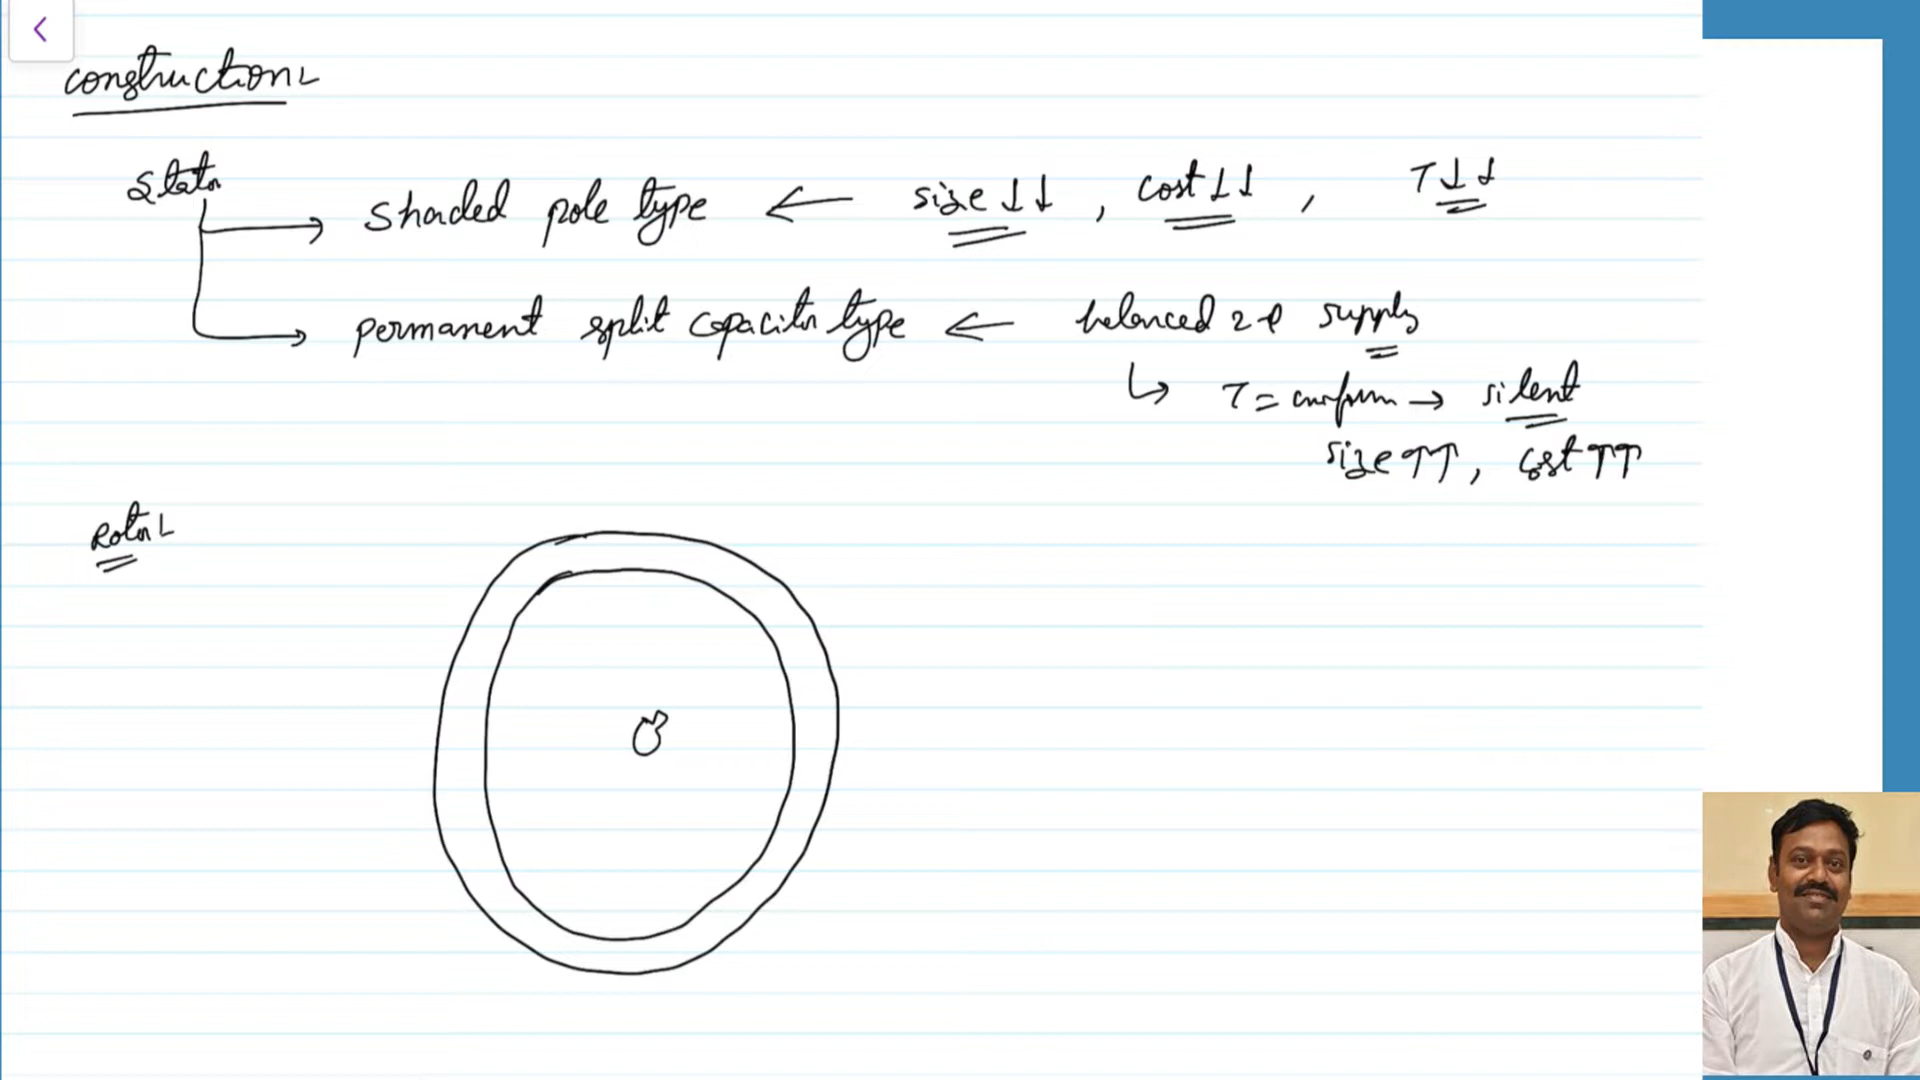 construction:-
Stator
Shaded pole type ← size ↓↓ , cost ↓↓ , T ↓↓
permanent split capacitor type ← balanced 2-φ supply
↳ T = uniform → silent
size ↑↑ , cost ↑↑
Rotor:-